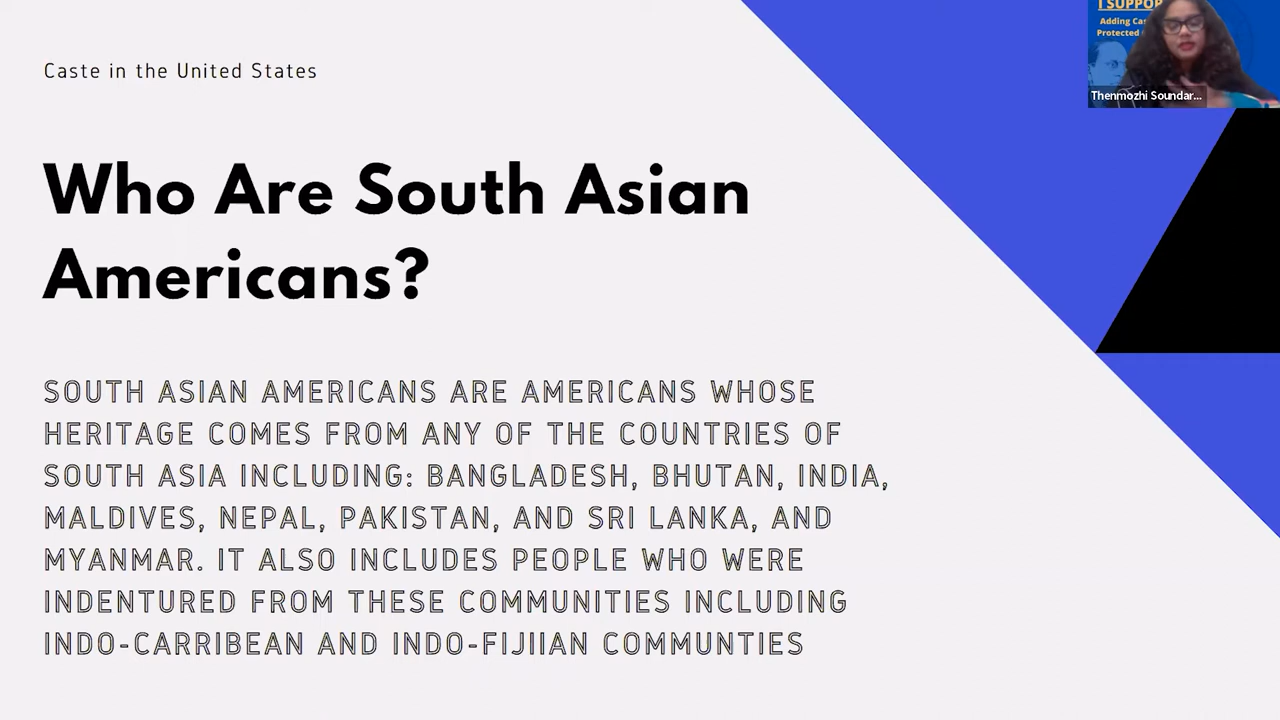 Caste in the United States
Who Are South Asian
Americans?
SOUTH ASIAN AMERICANS ARE AMERICANS WHOSE
HERITAGE COMES FROM ANY OF THE COUNTRIES OF
SOUTH ASIA INCLUDING: BANGLADESH, BHUTAN, INDIA,
MALDIVES, NEPAL, PAKISTAN, AND SRI LANKA, AND
MYANMAR. IT ALSO INCLUDES PEOPLE WHO WERE
INDENTURED FROM THESE COMMUNITIES INCLUDING
INDO-CARRIBEAN AND INDO-FIJIIAN COMMUNTIES
I SUPPOR
Adding Cas
Protected
Thenmozhi Soundar...